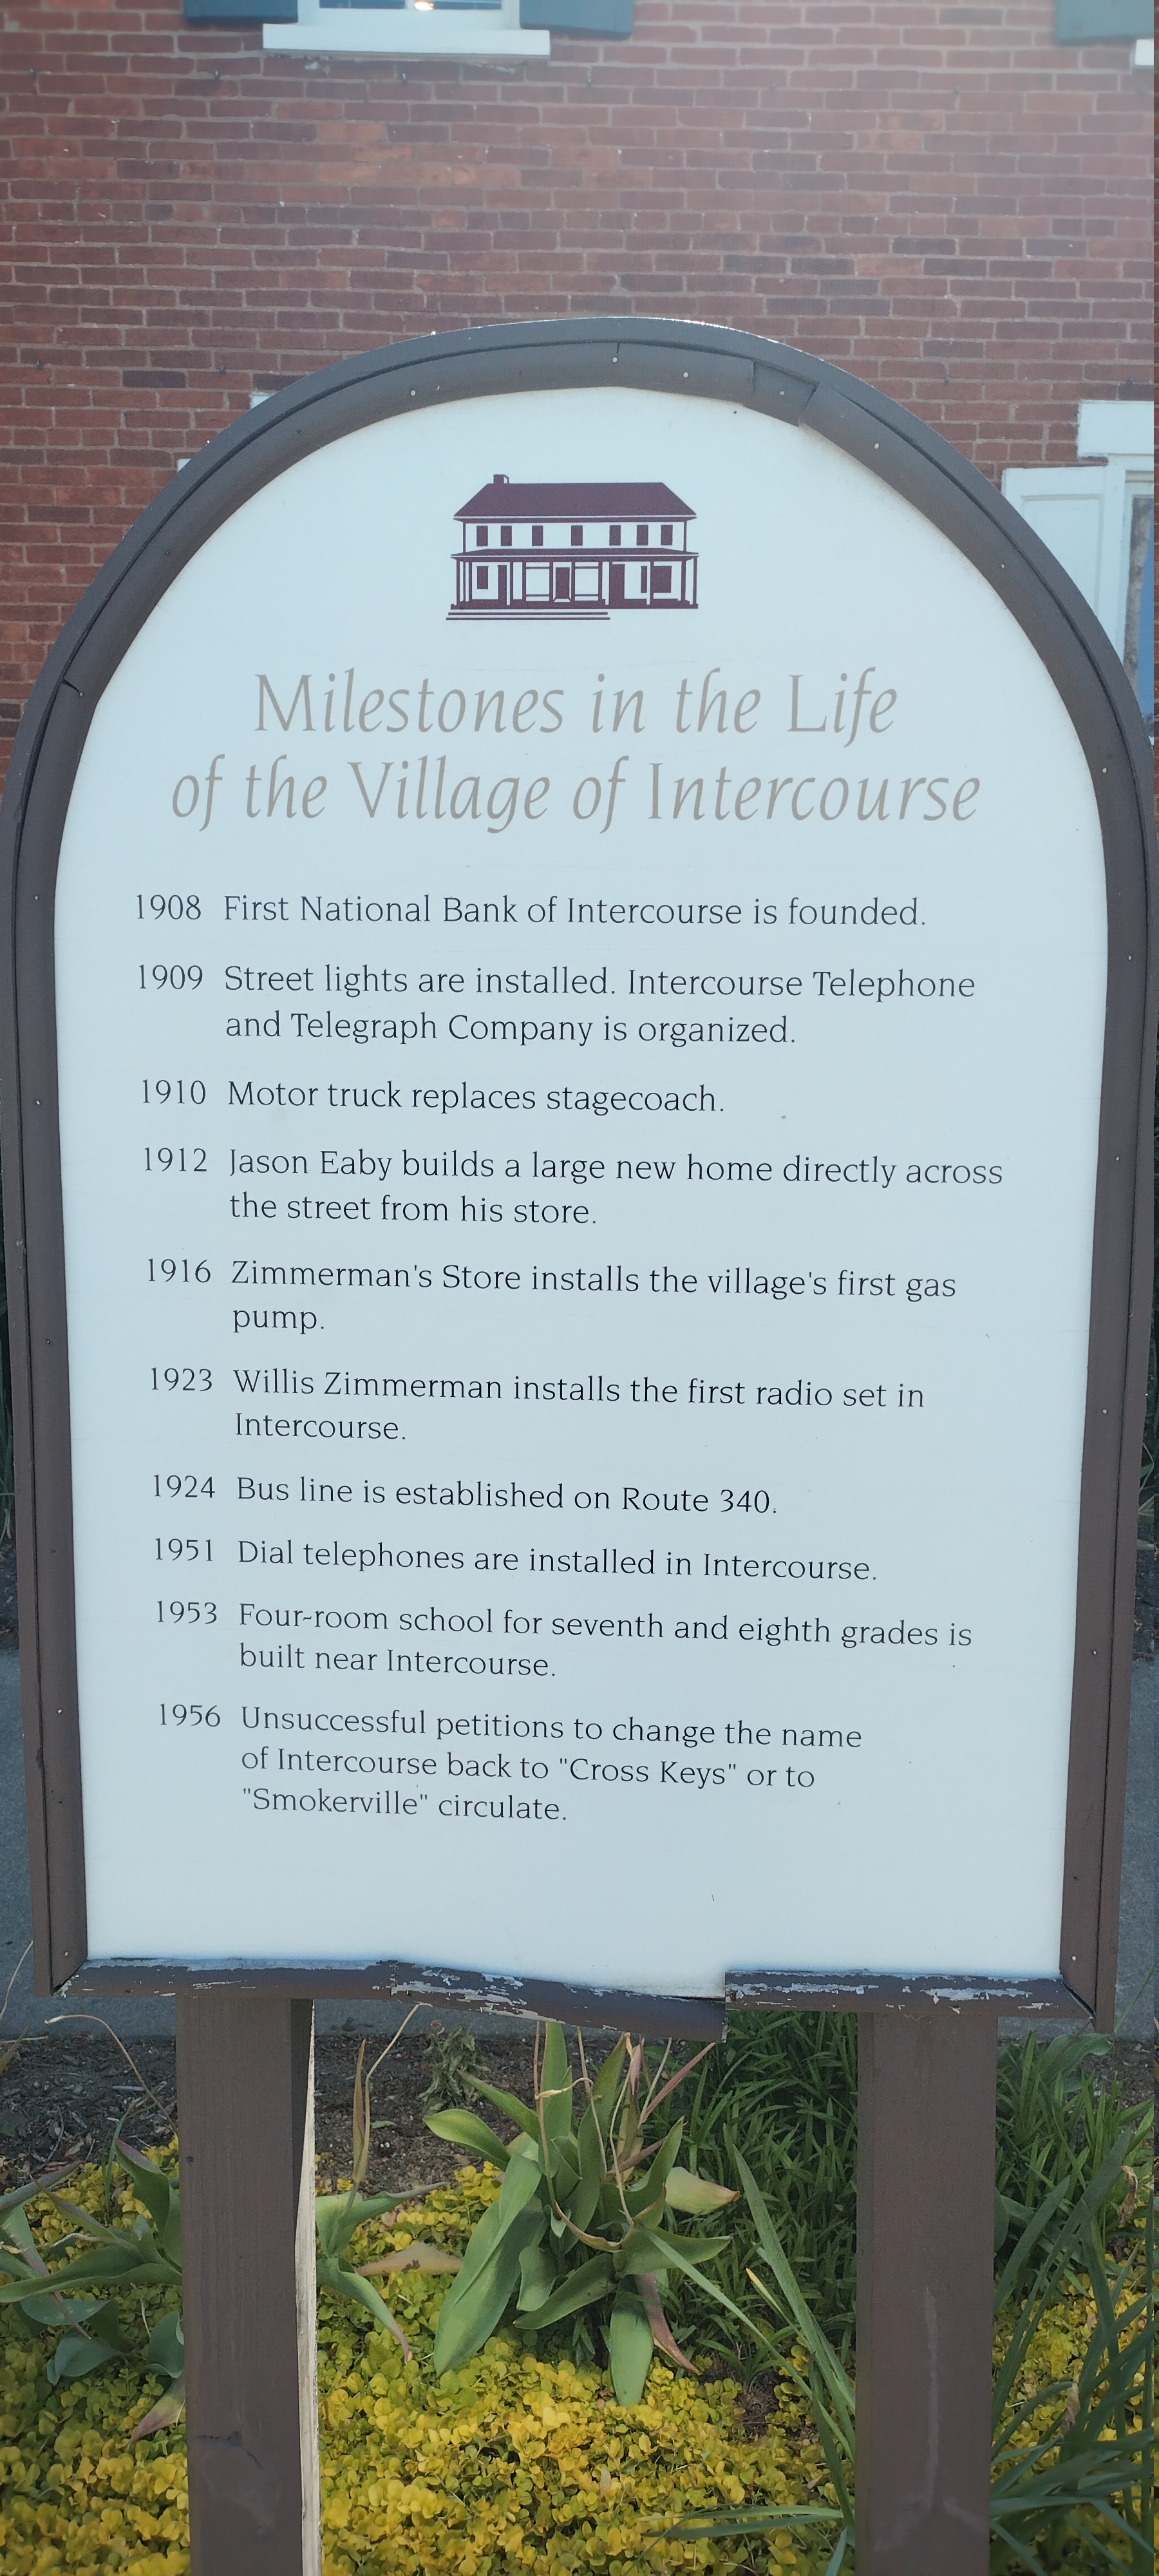 Milestones in the Life
of the Village of Intercourse
1908 First National Bank of Intercourse is founded.
1909 Street lights are installed. Intercourse Telephone
and Telegraph Company is organized.
1910 Motor truck replaces stagecoach.
1912 Jason Eaby builds a large new home directly across
the street from his store.
1916 Zimmerman's Store installs the village's first gas
pump.
1923 Willis Zimmerman installs the first radio set in
Intercourse.
1924 Bus line is established on Route 340.
1951 Dial telephones are installed in Intercourse.
1953 Four-room school for seventh and eighth grades is
built near Intercourse.
1956 Unsuccessful petitions to change the name
of Intercourse back to "Cross Keys" or to
"Smokerville" circulate.